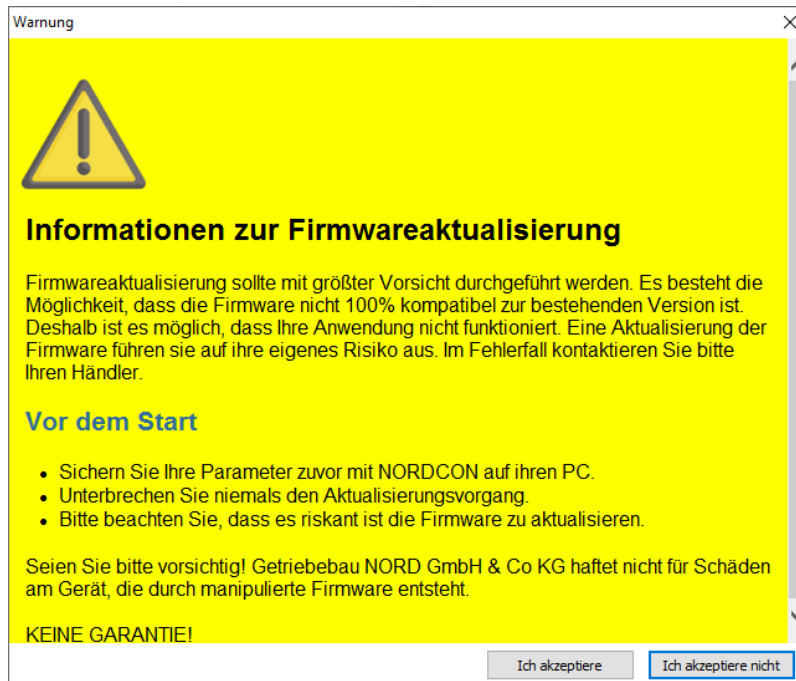 Warnung
Informationen zur Firmwareaktualisierung
Firmwareaktualisierung sollte mit größter Vorsicht durchgeführt werden. Es besteht die
Möglichkeit, dass die Firmware nicht 100% kompatibel zur bestehenden Version ist.
Deshalb ist es möglich, dass Ihre Anwendung nicht funktioniert. Eine Aktualisierung der
Firmware führen sie auf ihre eigenes Risiko aus. Im Fehlerfall kontaktieren Sie bitte
Ihren Händler.
Vor dem Start
• Sichern Sie Ihre Parameter zuvor mit NORDCON auf ihren PC.
• Unterbrechen Sie niemals den Aktualisierungsvorgang.
• Bitte beachten Sie, dass es riskant ist die Firmware zu aktualisieren.
Seien Sie bitte vorsichtig! Getriebebau NORD GmbH & Co KG haftet nicht für Schäden
am Gerät, die durch manipulierte Firmware entsteht.
KEINE GARANTIE!
Ich akzeptiere
Ich akzeptiere nicht